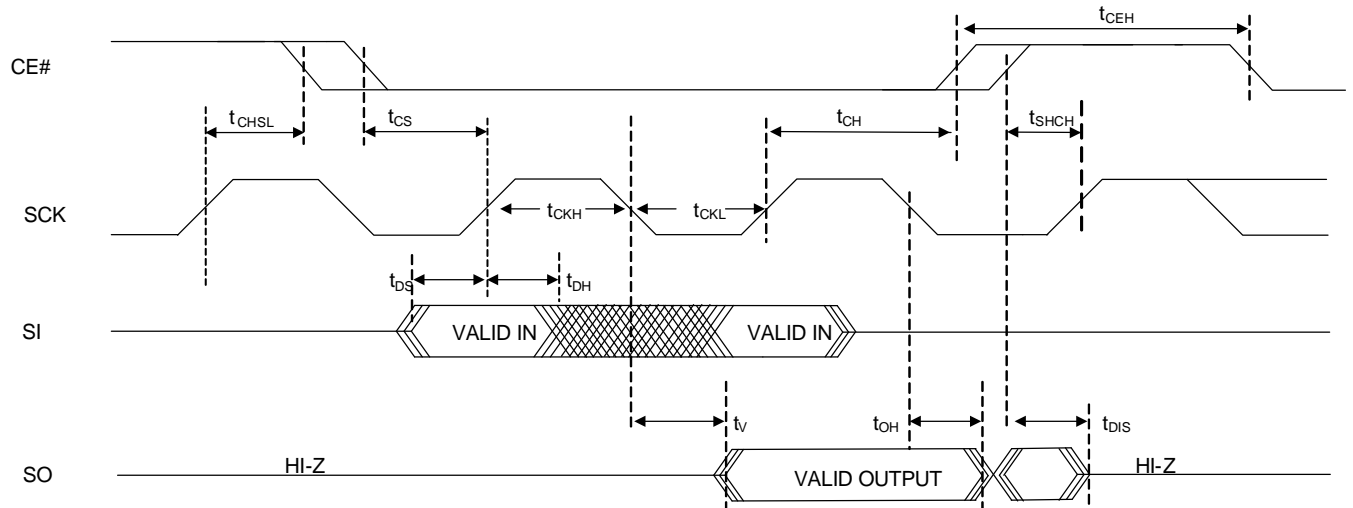 tCEH
CE#
tCHSL
tCS
tCH
tSHCH
SCK
tCKH
tCKL
tDS
tDH
SI
VALID IN
VALID IN
tV
tOH
tDIS
SO
HI-Z
VALID OUTPUT
HI-Z